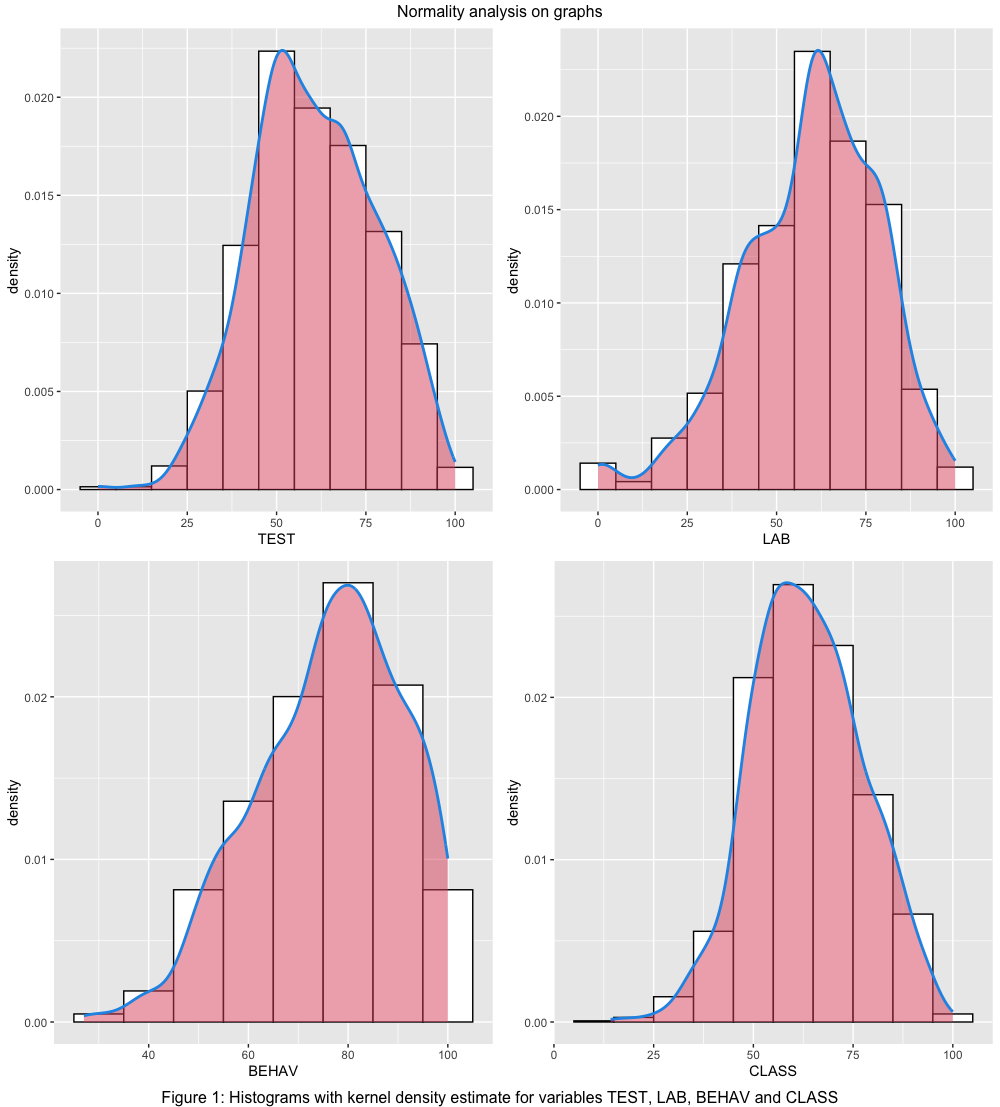 Normality analysis on graphs
density
0.020
0.015
0.010
0.005
0.000
0 25 50 75 100
TEST
density
0.020
0.015
0.010
0.005
0.000
0 25 50 75 100
LAB
density
0.02
0.01
0.00
40 60 80 100
BEHAV
density
0.02
0.01
0.00
0 25 50 75 100
CLASS
Figure 1: Histograms with kernel density estimate for variables TEST, LAB, BEHAV and CLASS